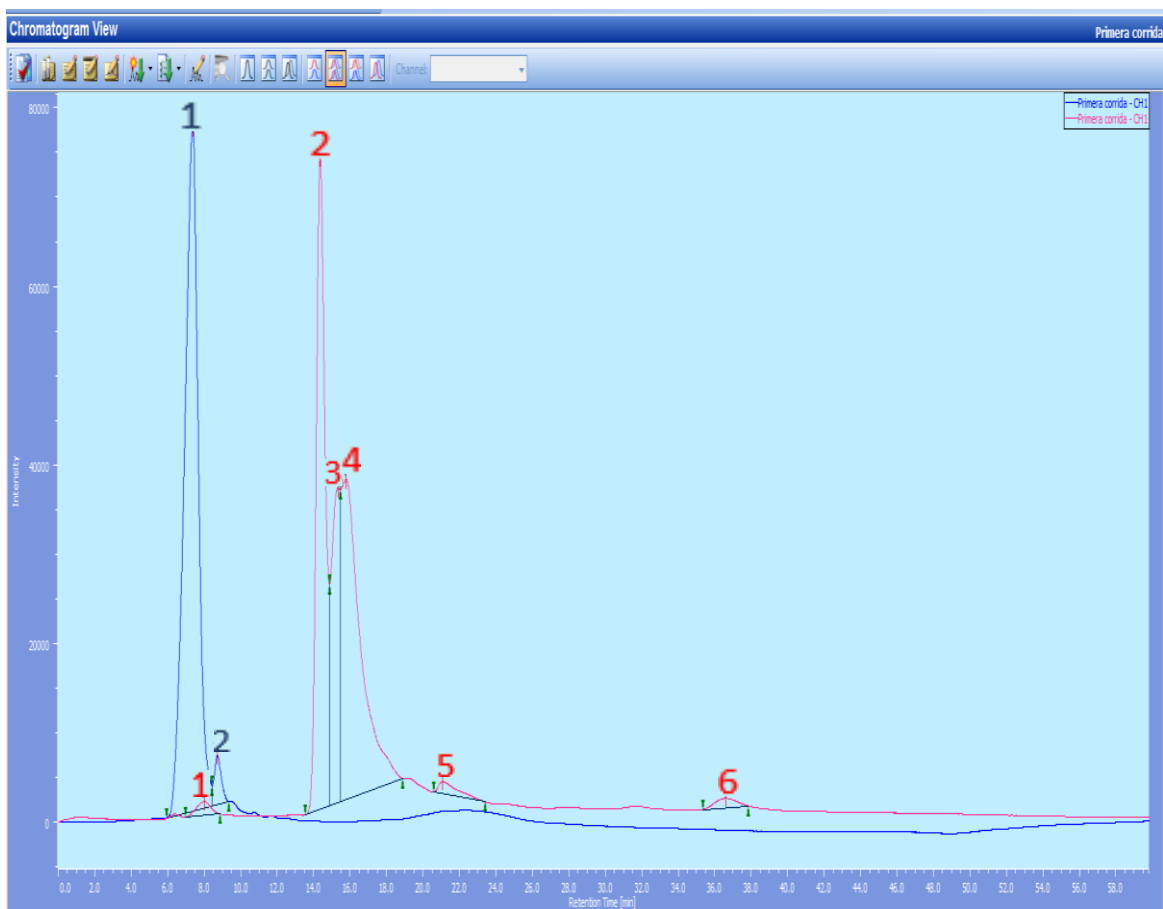 Chromatogram View
Primera corrida
Channel:
Primera corrida - CH1
Primera corrida - CH1
80000
60000
40000
20000
0
Intensity
1
2
1
2
3
4
5
6
0.0 2.0 4.0 6.0 8.0 10.0 12.0 14.0 16.0 18.0 20.0 22.0 24.0 26.0 28.0 30.0 32.0 34.0 36.0 38.0 40.0 42.0 44.0 46.0 48.0 50.0 52.0 54.0 56.0 58.0
Retention Time [min]